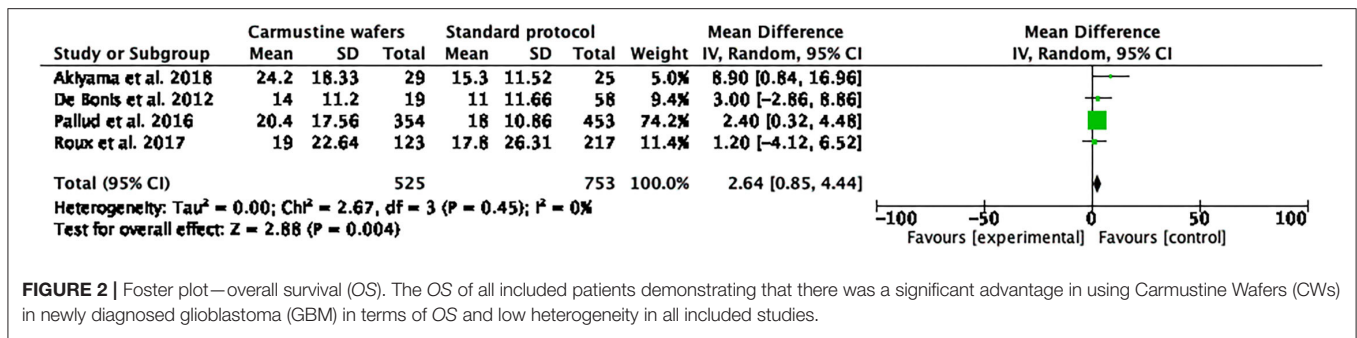 Carmustine wafers Standard protocol Mean Difference Mean Difference
Study or Subgroup Mean SD Total Mean SD Total Weight IV, Random, 95% CI IV, Random, 95% CI
Akiyama et al. 2018 24.2 18.33 29 15.3 11.52 25 5.0% 8.90 [0.84, 16.96]
De Bonis et al. 2012 14 11.2 19 11 11.66 58 9.4% 3.00 [−2.86, 8.86]
Pallud et al. 2016 20.4 17.56 354 18 10.86 453 74.2% 2.40 [0.32, 4.48]
Roux et al. 2017 19 22.64 123 17.8 26.31 217 11.4% 1.20 [−4.12, 6.52]
Total (95% CI) 525 753 100.0% 2.64 [0.85, 4.44]
Heterogeneity: Tau² = 0.00; Chi² = 2.67, df = 3 (P = 0.45); I² = 0%
Test for overall effect: Z = 2.88 (P = 0.004)
−100 −50 0 50 100
Favours [experimental] Favours [control]
FIGURE 2 | Foster plot—overall survival (OS). The OS of all included patients demonstrating that there was a significant advantage in using Carmustine Wafers (CWs)
in newly diagnosed glioblastoma (GBM) in terms of OS and low heterogeneity in all included studies.